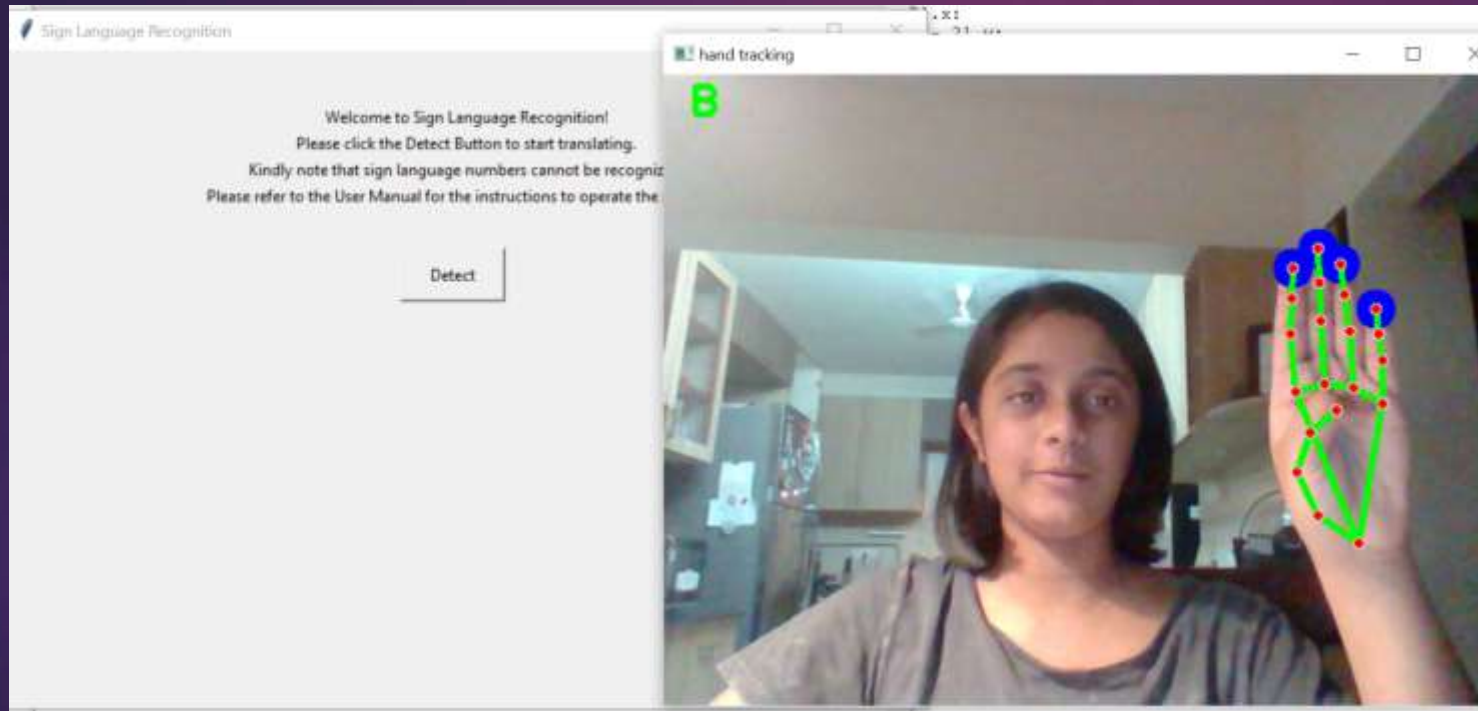 Sign Language Recognition
Welcome to Sign Language Recognition!
Please click the Detect Button to start translating.
Kindly note that sign language numbers cannot be recogniz
Please refer to the User Manual for the instructions to operate the
Detect
hand tracking
B